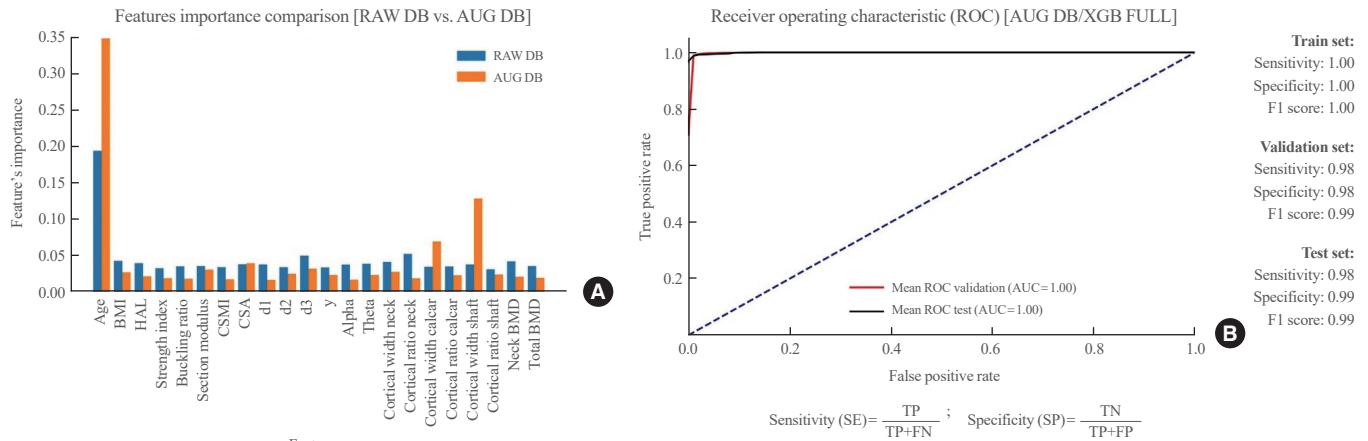 Features importance comparison [RAW DB vs. AUG DB]
0.35
0.30
0.25
0.20
0.15
0.10
0.05
0.00
Feature's importance
RAW DB
AUG DB
Age
BMI
HAL
Strength index
Buckling ratio
Section modulus
CSMI
CSA
d1
d2
d3
y
Alpha
Theta
Cortical width neck
Cortical ratio neck
Cortical width calcar
Cortical ratio calcar
Cortical width shaft
Cortical ratio shaft
Neck BMD
Total BMD
A
Receiver operating characteristic (ROC) [AUG DB/XGB FULL]
1.0
0.8
0.6
0.4
0.2
True positive rate
Mean ROC validation (AUC=1.00)
Mean ROC test (AUC=1.00)
0.0
0.2
0.4
0.6
0.8
1.0
False positive rate
B
Train set:
Sensitivity: 1.00
Specificity: 1.00
F1 score: 1.00
Validation set:
Sensitivity: 0.98
Specificity: 0.98
F1 score: 0.99
Test set:
Sensitivity: 0.98
Specificity: 0.99
F1 score: 0.99
Sensitivity (SE)= TP / TP+FN ; Specificity (SP)= TN / TP+FP